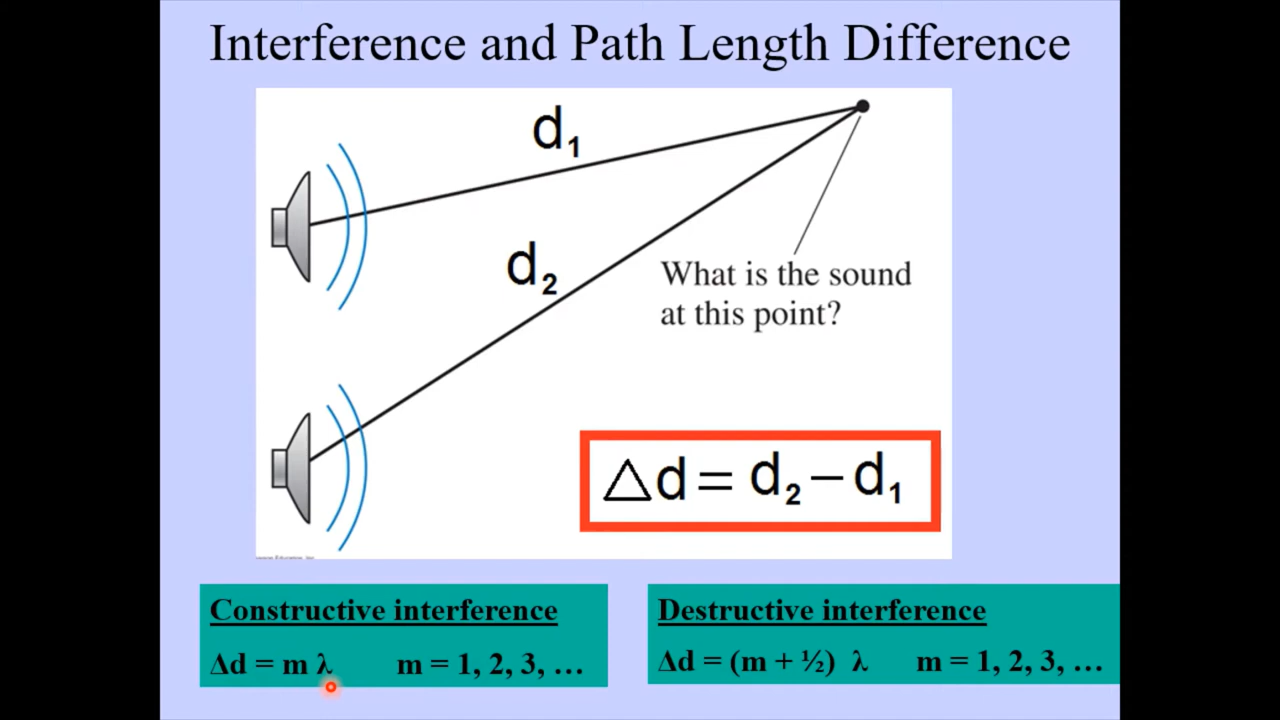 Interference and Path Length Difference
d₁
d₂
What is the sound
at this point?
△d = d₂ – d₁
Constructive interference
Δd = m λ m = 1, 2, 3, …
Destructive interference
Δd = (m + ½) λ m = 1, 2, 3, …